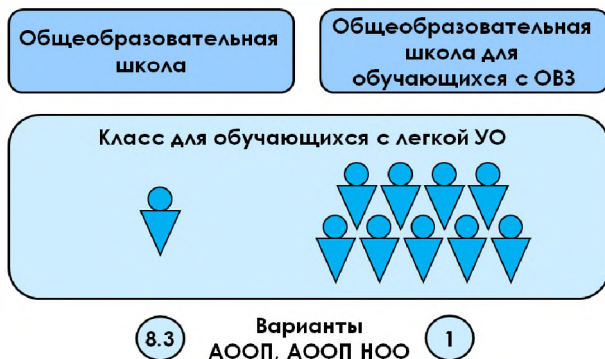 Общеобразовательная
школа
Общеобразовательная
школа для
обучающихся с ОВЗ
Класс для обучающихся с легкой УО
8.3
Варианты
АООП, АООП НОО
1